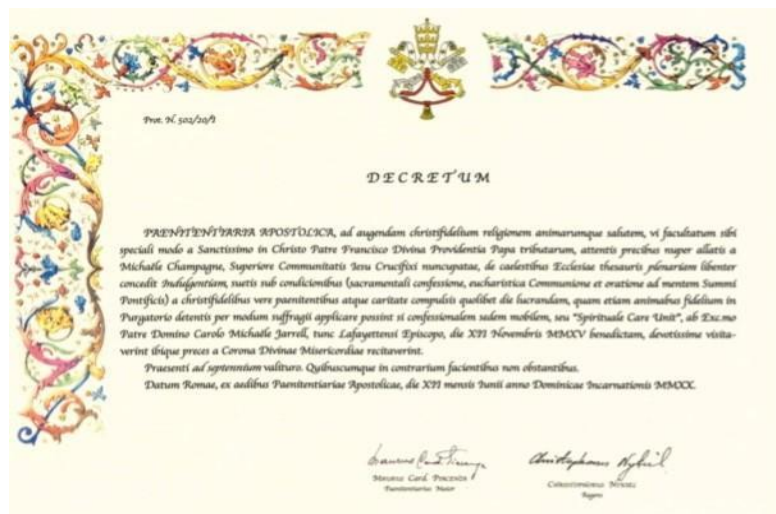 Prot. N. 502/20/I
DECRETUM
PAENITENTIARIA APOSTOLICA, ad augendam christifidelium religionem animarumque salutem, vi facultatum sibi
speciali modo a Sanctissimo in Christo Patre Francisco Divina Providentia Papa tributarum, attentis precibus nuper allatis a
Michaële Champagne, Superiore Communitatis Iesu Crucifixi nuncupatae, de caelestibus Ecclesiae thesauris plenariam libenter
concedit Indulgentiam, suetis sub condicionibus (sacramentali confessione, eucharistica Communione et oratione ad mentem Summi
Pontificis) a christifidelibus vere paenitentibus atque caritate compulsis quolibet die lucrandam, quam etiam animabus fidelium in
Purgatorio detentis per modum suffragii applicare possint si confessionalem sedem mobilem, seu "Spirituale Care Unit", ab Exc.mo
Patre Domino Carolo Michaële Jarrell, tunc Lafayettensi Episcopo, die XII Novembris MMXV benedictam, devotissime visita-
verint ibique preces a Corona Divinae Misericordiae recitaverint.
Praesenti ad septennium valituro. Quibuscumque in contrarium facientibus non obstantibus.
Datum Romae, ex aedibus Paenitentiariae Apostolicae, die XII mensis Iunii anno Dominicae Incarnationis MMXX.
Maurus Card. Piacenza
Paenitentiarius Maior
Christophorus Nykiel
Regens